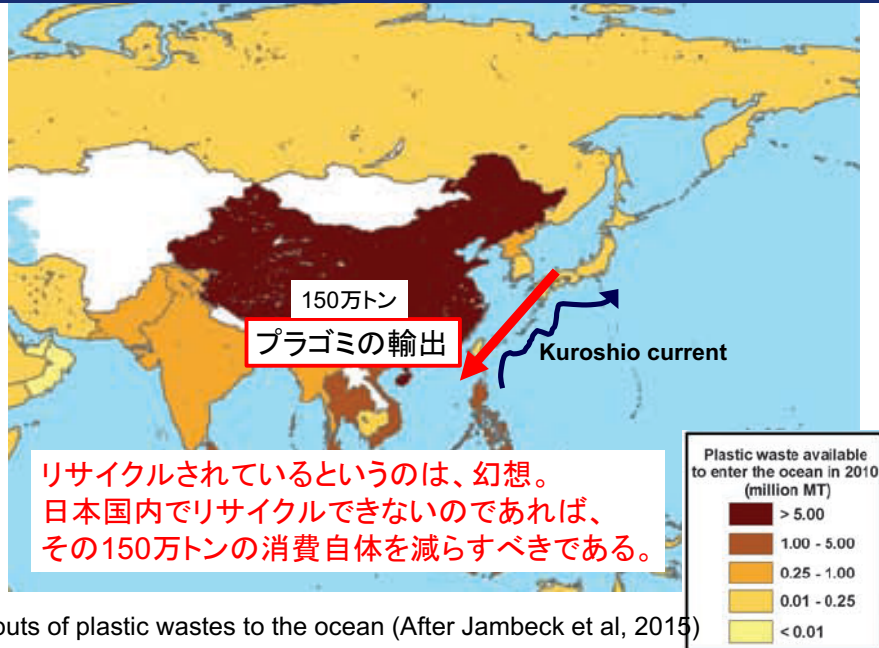 150万トン
プラゴミの輸出
Kuroshio current
リサイクルされているというのは、幻想。
日本国内でリサイクルできないのであれば、
その150万トンの消費自体を減らすべきである。
Plastic waste available
to enter the ocean in 2010
(million MT)
> 5.00
1.00 - 5.00
0.25 - 1.00
0.01 - 0.25
< 0.01
of plastic wastes to the ocean (After Jambeck et al, 2015)